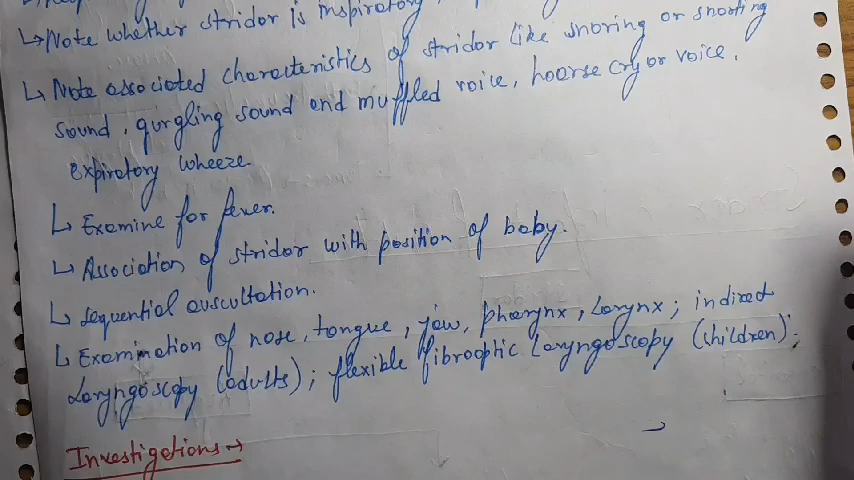 ↳Note whether stridor is inspiratory,
↳ Note associated characteristics of stridor like snoring or snorting
sound, gurgling sound and muffled voice, hoarse cry or voice,
expiratory wheeze.
↳ Examine for fever.
↳ Association of stridor with position of baby.
↳ Sequential auscultation.
↳ Examination of nose, tongue, jaw, pharynx, Larynx; indirect
Laryngoscopy (adults); flexible fibrooptic Laryngoscopy (children).
Investigations→